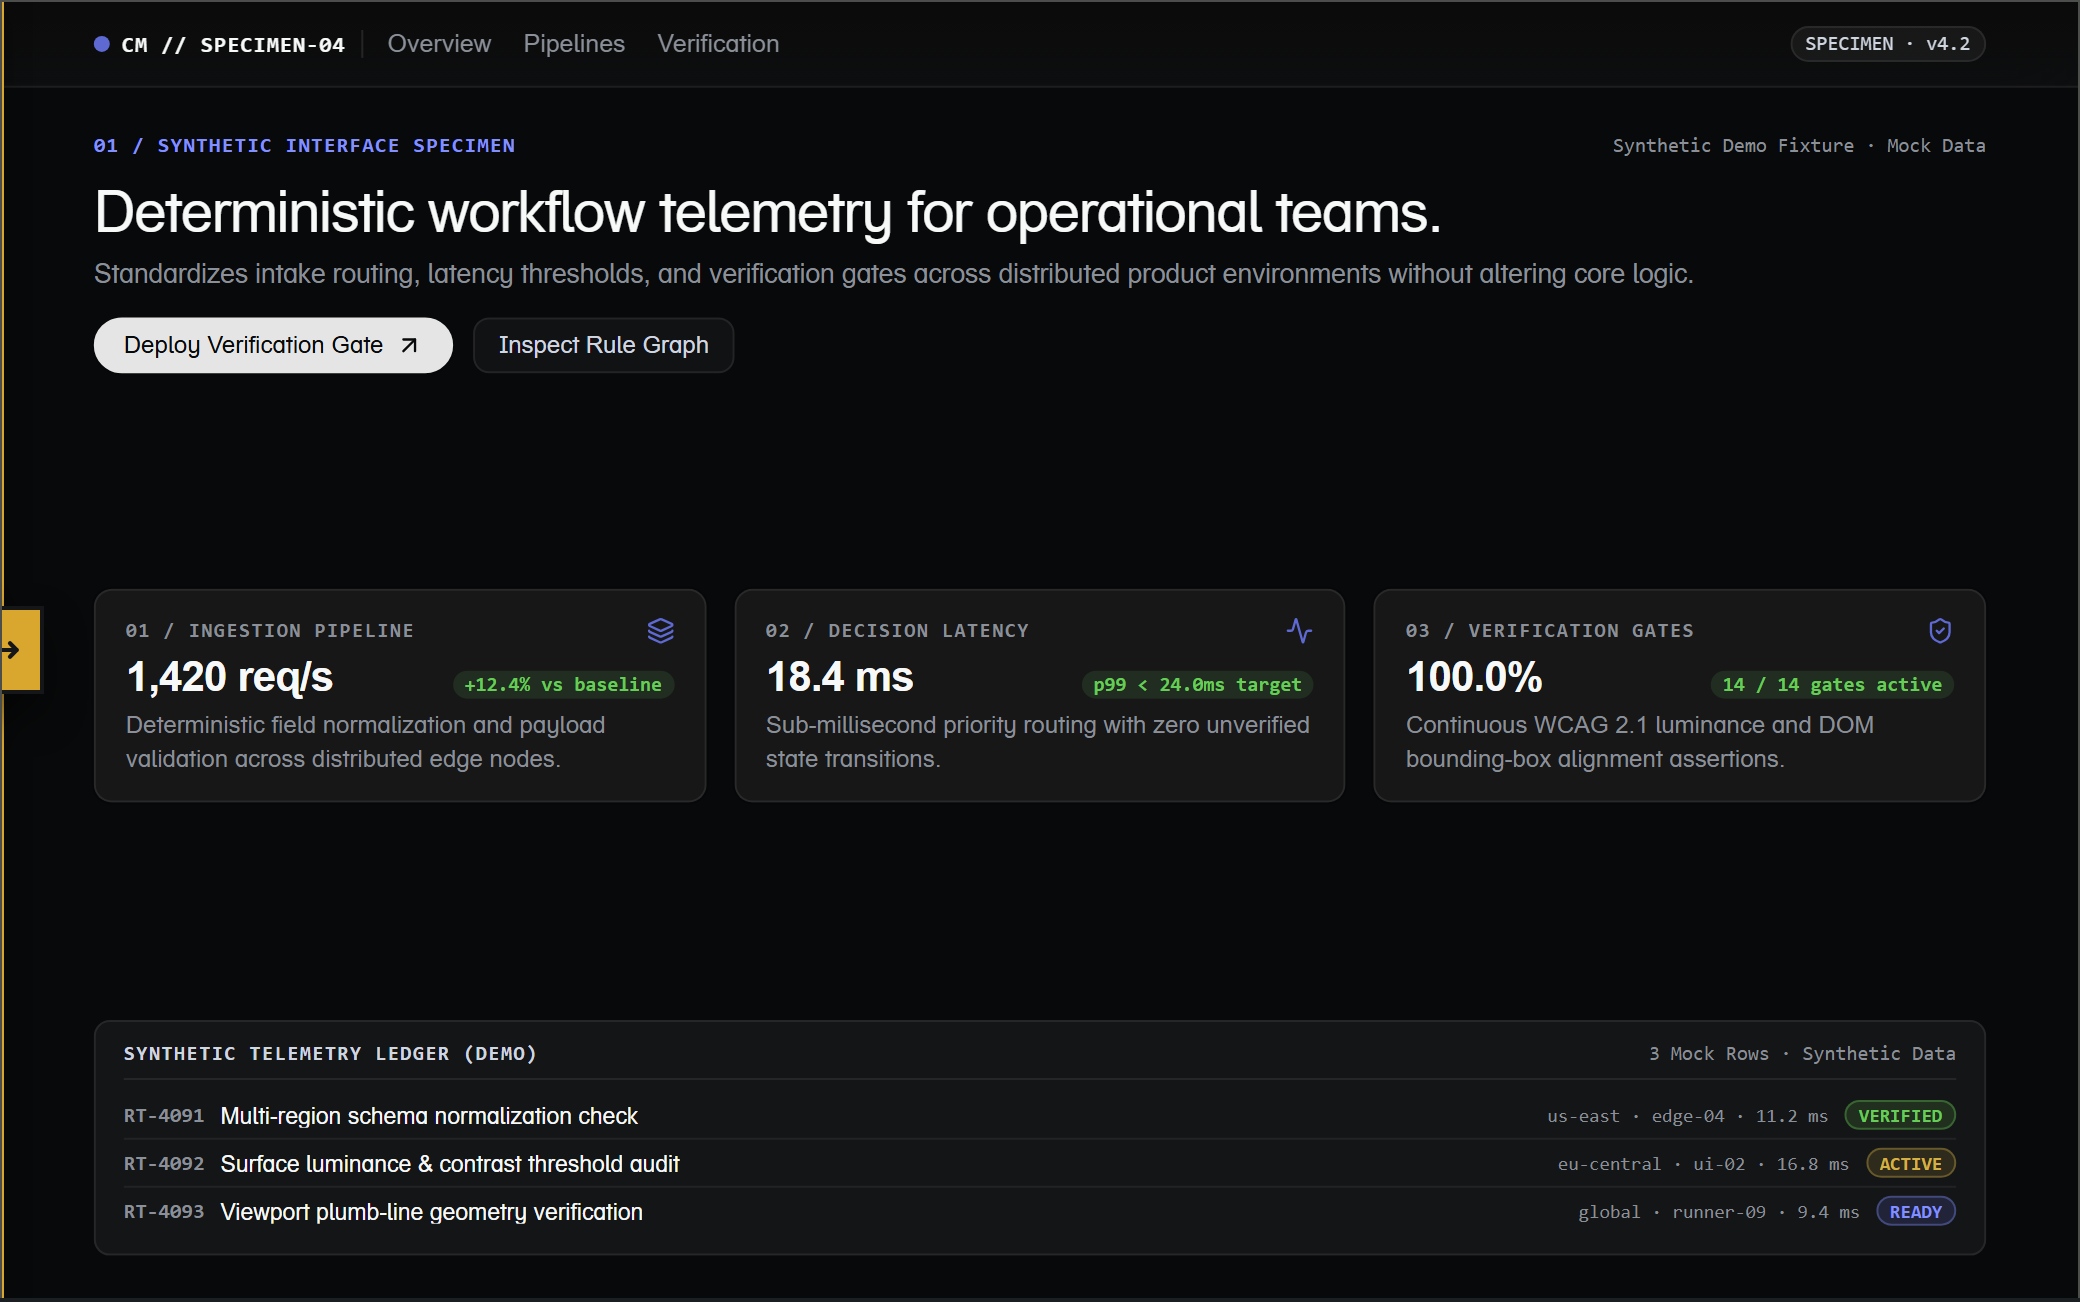 CM // SPECIMEN-04
Overview
Pipelines
Verification
SPECIMEN · v4.2
01 / SYNTHETIC INTERFACE SPECIMEN
Synthetic Demo Fixture · Mock Data
Deterministic workflow telemetry for operational teams.
Standardizes intake routing, latency thresholds, and verification gates across distributed product environments without altering core logic.
Deploy Verification Gate
Inspect Rule Graph
01 / INGESTION PIPELINE
1,420 req/s
+12.4% vs baseline
Deterministic field normalization and payload
validation across distributed edge nodes.
02 / DECISION LATENCY
18.4 ms
p99 < 24.0ms target
Sub-millisecond priority routing with zero unverified
state transitions.
03 / VERIFICATION GATES
100.0%
14 / 14 gates active
Continuous WCAG 2.1 luminance and DOM
bounding-box alignment assertions.
SYNTHETIC TELEMETRY LEDGER (DEMO)
3 Mock Rows · Synthetic Data
RT-4091 Multi-region schema normalization check
us-east · edge-04 · 11.2 ms VERIFIED
RT-4092 Surface luminance & contrast threshold audit
eu-central · ui-02 · 16.8 ms ACTIVE
RT-4093 Viewport plumb-line geometry verification
global · runner-09 · 9.4 ms READY